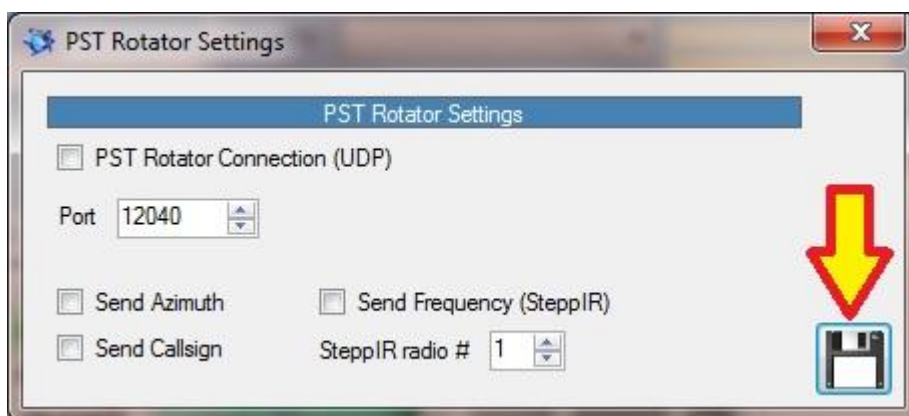 PST Rotator Settings
PST Rotator Settings
PST Rotator Connection (UDP)
Port 12040
Send Azimuth Send Frequency (SteppIR)
Send Callsign SteppIR radio # 1